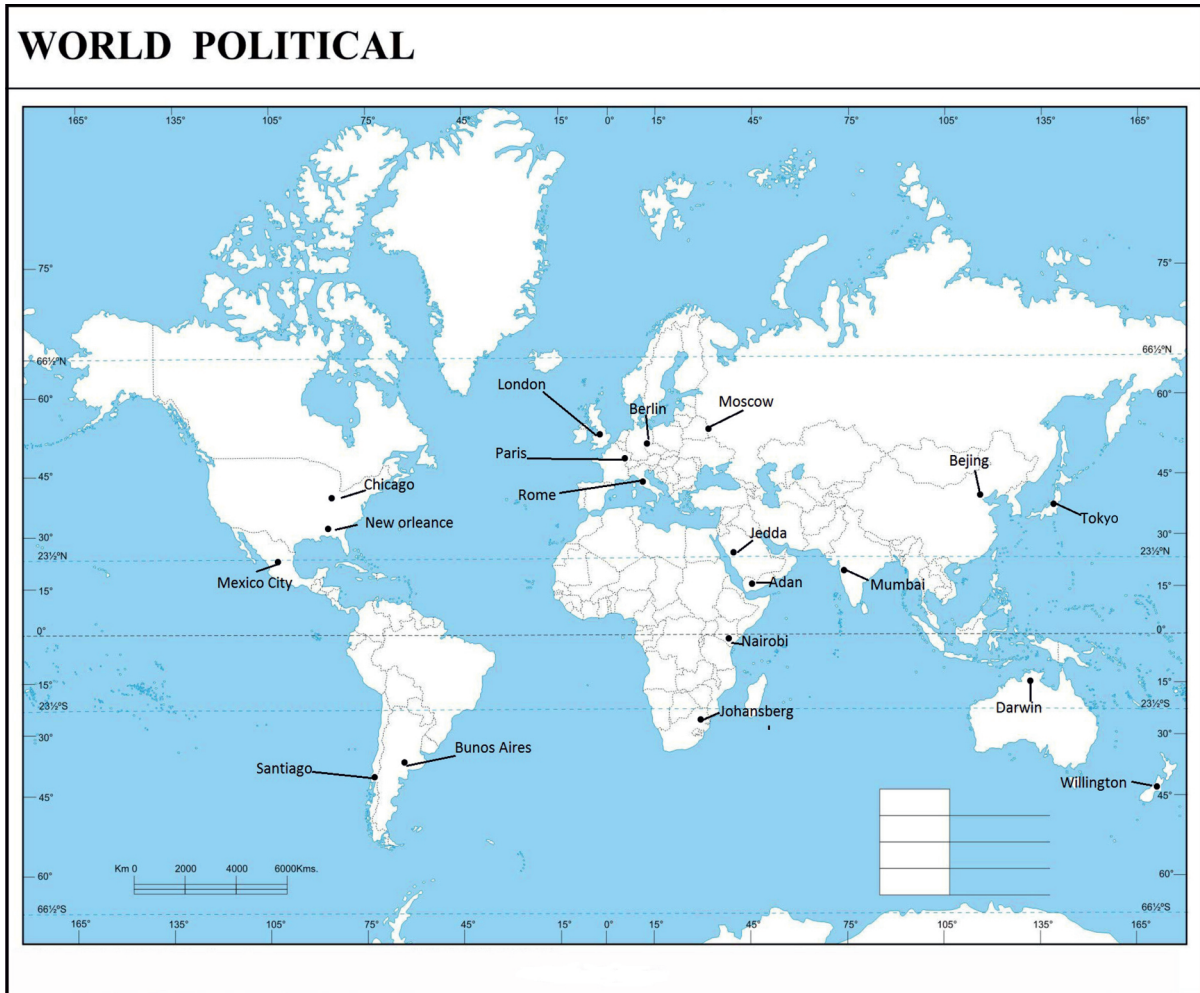 WORLD POLITICAL
165° 135° 105° 75° 45° 15° 0° 15° 45° 75° 105° 135° 165°
75° 75°
66½°N 66½°N
60° 60°
London
Berlin
Moscow
Paris
Bejing
45° 45°
Chicago
Rome
Tokyo
New orleance
30° 30°
Jedda
23½°N 23½°N
Mexico City
Adan
Mumbai
15° 15°
0° 0°
Nairobi
15° 15°
Darwin
23½°S 23½°S
Johansberg
30° 30°
Bunos Aires
Santiago
Willington
45° 45°
Km 0 2000 4000 6000Kms.
60° 60°
66½°S 66½°S
165° 135° 105° 75° 45° 15° 0° 15° 45° 75° 105° 135° 165°